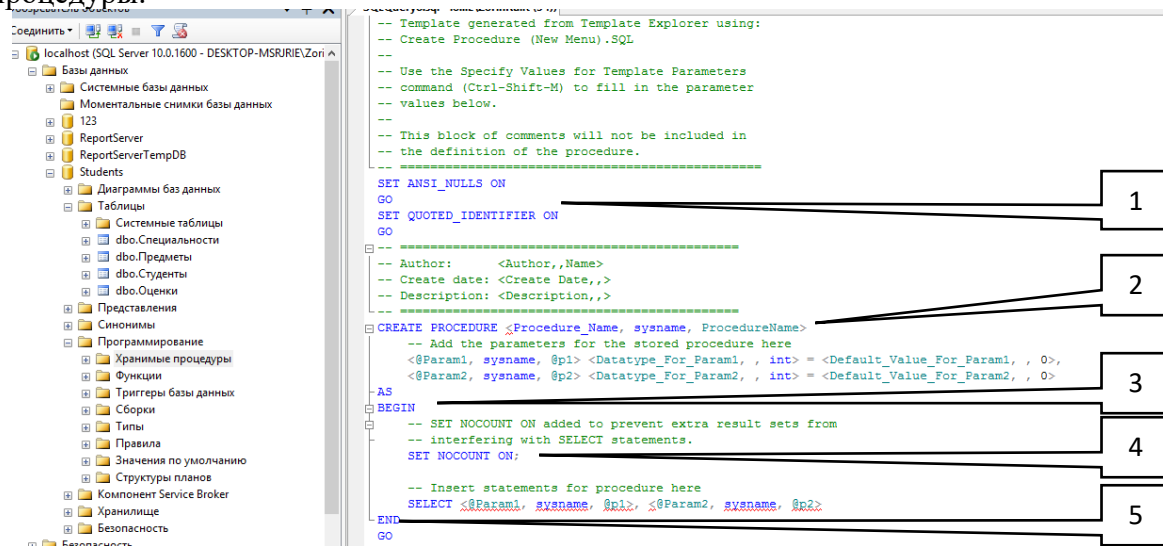 процедуры.
Соединить
localhost (SQL Server 10.0.1600 - DESKTOP-MSRJRIE\Zori
Базы данных
Системные базы данных
Моментальные снимки базы данных
123
ReportServer
ReportServerTempDB
Students
Диаграммы баз данных
Таблицы
Системные таблицы
dbo.Специальности
dbo.Предметы
dbo.Студенты
dbo.Оценки
Представления
Синонимы
Программирование
Хранимые процедуры
Функции
Триггеры базы данных
Сборки
Типы
Правила
Значения по умолчанию
Структуры планов
Компонент Service Broker
Хранилище
Безопасность
Безопасность
-- Template generated from Template Explorer using:
-- Create Procedure (New Menu).SQL
--
-- Use the Specify Values for Template Parameters
-- command (Ctrl-Shift-M) to fill in the parameter
-- values below.
--
-- This block of comments will not be included in
-- the definition of the procedure.
-- ================================================
SET ANSI_NULLS ON
GO
SET QUOTED_IDENTIFIER ON
GO
-- =============================================
-- Author: <Author,,Name>
-- Create date: <Create Date,,>
-- Description: <Description,,>
-- =============================================
CREATE PROCEDURE <Procedure_Name, sysname, ProcedureName>
-- Add the parameters for the stored procedure here
<@Param1, sysname, @p1> <Datatype_For_Param1, , int> = <Default_Value_For_Param1, , 0>,
<@Param2, sysname, @p2> <Datatype_For_Param2, , int> = <Default_Value_For_Param2, , 0>
AS
BEGIN
-- SET NOCOUNT ON added to prevent extra result sets from
-- interfering with SELECT statements.
SET NOCOUNT ON;
-- Insert statements for procedure here
SELECT <@Param1, sysname, @p1>, <@Param2, sysname, @p2>
END
GO
1
2
3
4
5